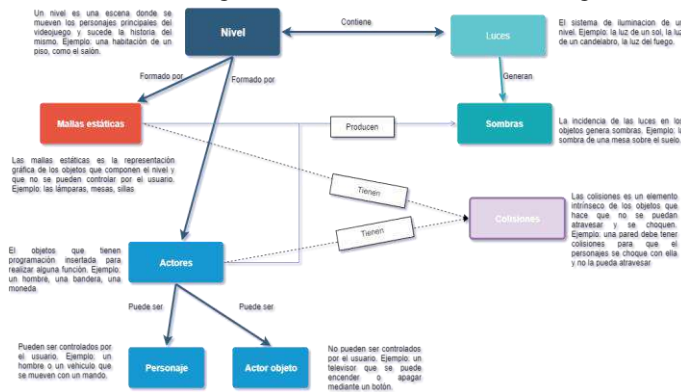 Un nivel es una escena donde se
mueven los personajes principales del
videojuego y sucede la historia del
mismo. Ejemplo: una habitación de un
piso, como el salón.
Nivel
Contiene
Luces
El sistema de iluminacion de un
nivel. Ejemplo: la luz de un sol, la luz
de un candelabro, la luz del fuego.
Formado por
Formado por
Generan
Mallas estáticas
Producen
Sombras
La incidencia de las luces en los
objetos genera sombras. Ejemplo: la
sombra de una mesa sobre el suelo.
Las mallas estáticas es la representación
gráfica de los objetos que componen el nivel y
que no se pueden controlar por el usuario.
Ejemplo: las lámparas, mesas, sillas
Tienen
Tienen
Colisiones
Las colisiones es un elemento
intrínseco de los objetos que
hace que no se puedan
atravesar y se choquen.
Ejemplo: una pared debe tener
colisiones para que el
personajes se choque con ella
y no la pueda atravesar
El objetos que tienen
programación insertada para
realizar alguna función. Ejemplo:
un hombre, una bandera, una
moneda
Actores
Puede ser
Puede ser
Pueden ser controlados por
el usuario. Ejemplo: un
hombre o un vehículo que
se mueven con un mando.
Personaje
Actor objeto
No pueden ser controlados
por el usuario. Ejemplo: un
televisor que se puede
encender o apagar
mediante un botón.